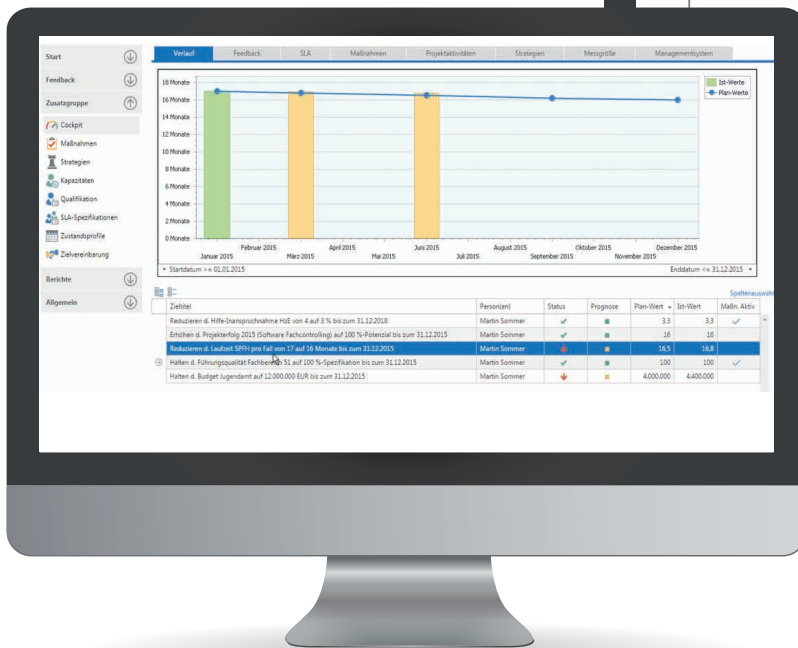 Start
Feedback
Zusatzgruppe
Cockpit
Maßnahmen
Strategien
Kapazitäten
Qualifikation
SLA-Spezifikationen
Zustandsprofile
Zielvereinbarung
Berichte
Allgemein
Verlauf Feedback SLA Maßnahmen Projektaktivitäten Strategien Messgröße Managementsystem
18 Monate
16 Monate
14 Monate
12 Monate
10 Monate
8 Monate
6 Monate
4 Monate
2 Monate
0 Monate
Ist-Werte
Plan-Werte
Februar 2015 April 2015 Juni 2015 August 2015 Oktober 2015 Dezember 2015
Januar 2015 März 2015 Mai 2015 Juli 2015 September 2015 November 2015
Startdatum >= 01.01.2015 Enddatum <= 31.12.2015
Spaltenauswahl
Zieltitel Person(en) Status Prognose Plan-Wert Ist-Wert Maßn. Aktiv
Reduzieren d. Hilfe-Inanspruchnahme HzE von 4 auf 3 % bis zum 31.12.2018 Martin Sommer 3,3 3,3
Erhöhen d. Projekterfolg 2015 (Software Fachcontrolling) auf 100 %-Potenzial bis zum 31.12.2015 Martin Sommer 16 16
Reduzieren d. Laufzeit SPFH pro Fall von 17 auf 16 Monate bis zum 31.12.2015 Martin Sommer 16,5 16,8
Halten d. Führungsqualität Fachbereich 51 auf 100 %-Spezifikation bis zum 31.12.2015 Martin Sommer 100 100
Halten d. Budget Jugendamt auf 12.000.000 EUR bis zum 31.12.2015 Martin Sommer 4.000.000 4.400.000